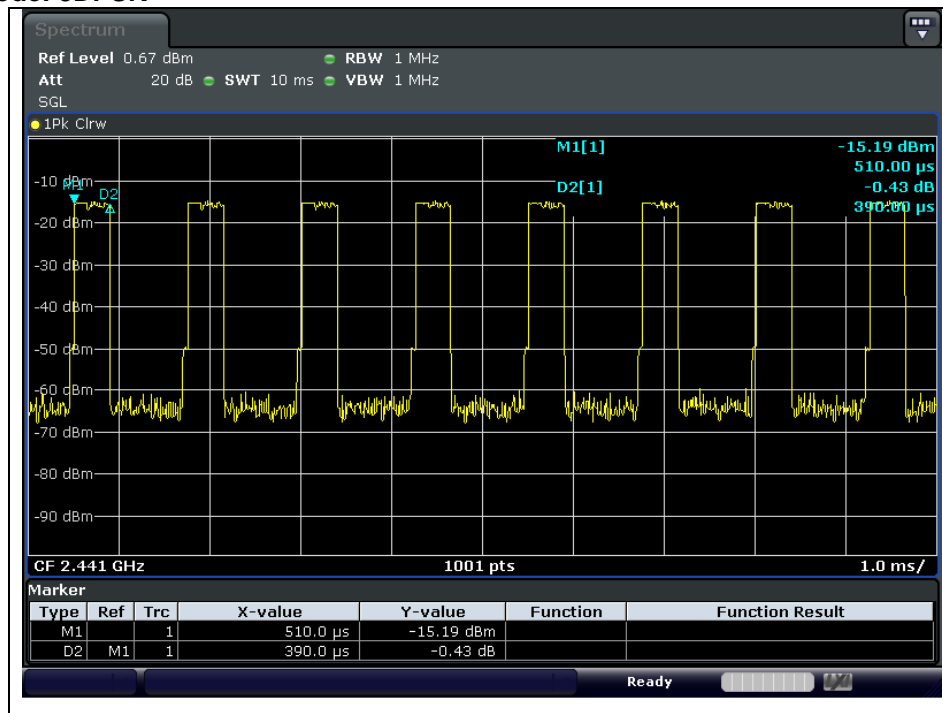 Spectrum
Ref Level 0.67 dBm RBW 1 MHz
Att 20 dB SWT 10 ms VBW 1 MHz
SGL
1Pk Clrw
M1[1] -15.19 dBm
510.00 µs
D2[1] -0.43 dB
390.00 µs
-10 dBm
M1
D2
-20 dBm
-30 dBm
-40 dBm
-50 dBm
-60 dBm
-70 dBm
-80 dBm
-90 dBm
CF 2.441 GHz 1001 pts 1.0 ms/
Marker
Type Ref Trc X-value Y-value Function Function Result
M1 1 510.0 µs -15.19 dBm
D2 M1 1 390.0 µs -0.43 dB
Ready